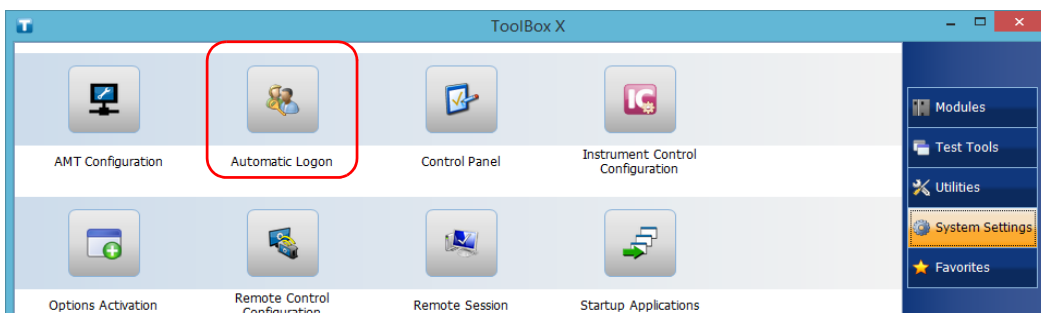 ToolBox X
AMT Configuration
Automatic Logon
Control Panel
Instrument Control
Configuration
Options Activation
Remote Control
Configuration
Remote Session
Startup Applications
Modules
Test Tools
Utilities
System Settings
Favorites